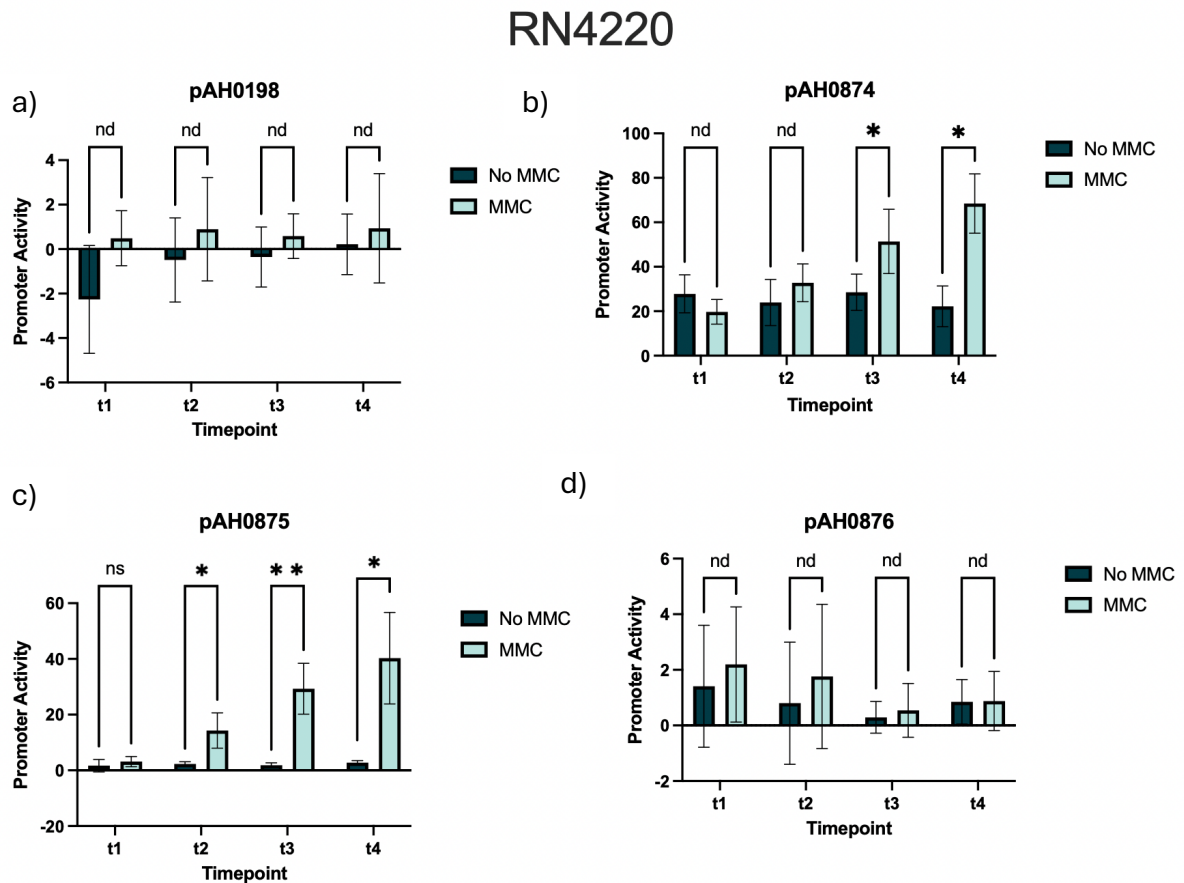 RN4220
a)
pAH0198
nd nd nd nd
4
2
0
-2
-4
-6
Promoter Activity
t1 t2 t3 t4
Timepoint
No MMC
MMC
b)
pAH0874
nd nd * *
100
80
60
40
20
0
Promoter Activity
t1 t2 t3 t4
Timepoint
No MMC
MMC
c)
pAH0875
ns * ** *
60
40
20
0
-20
Promoter Activity
t1 t2 t3 t4
Timepoint
No MMC
MMC
d)
pAH0876
nd nd nd nd
6
4
2
0
-2
Promoter Activity
t1 t2 t3 t4
Timepoint
No MMC
MMC